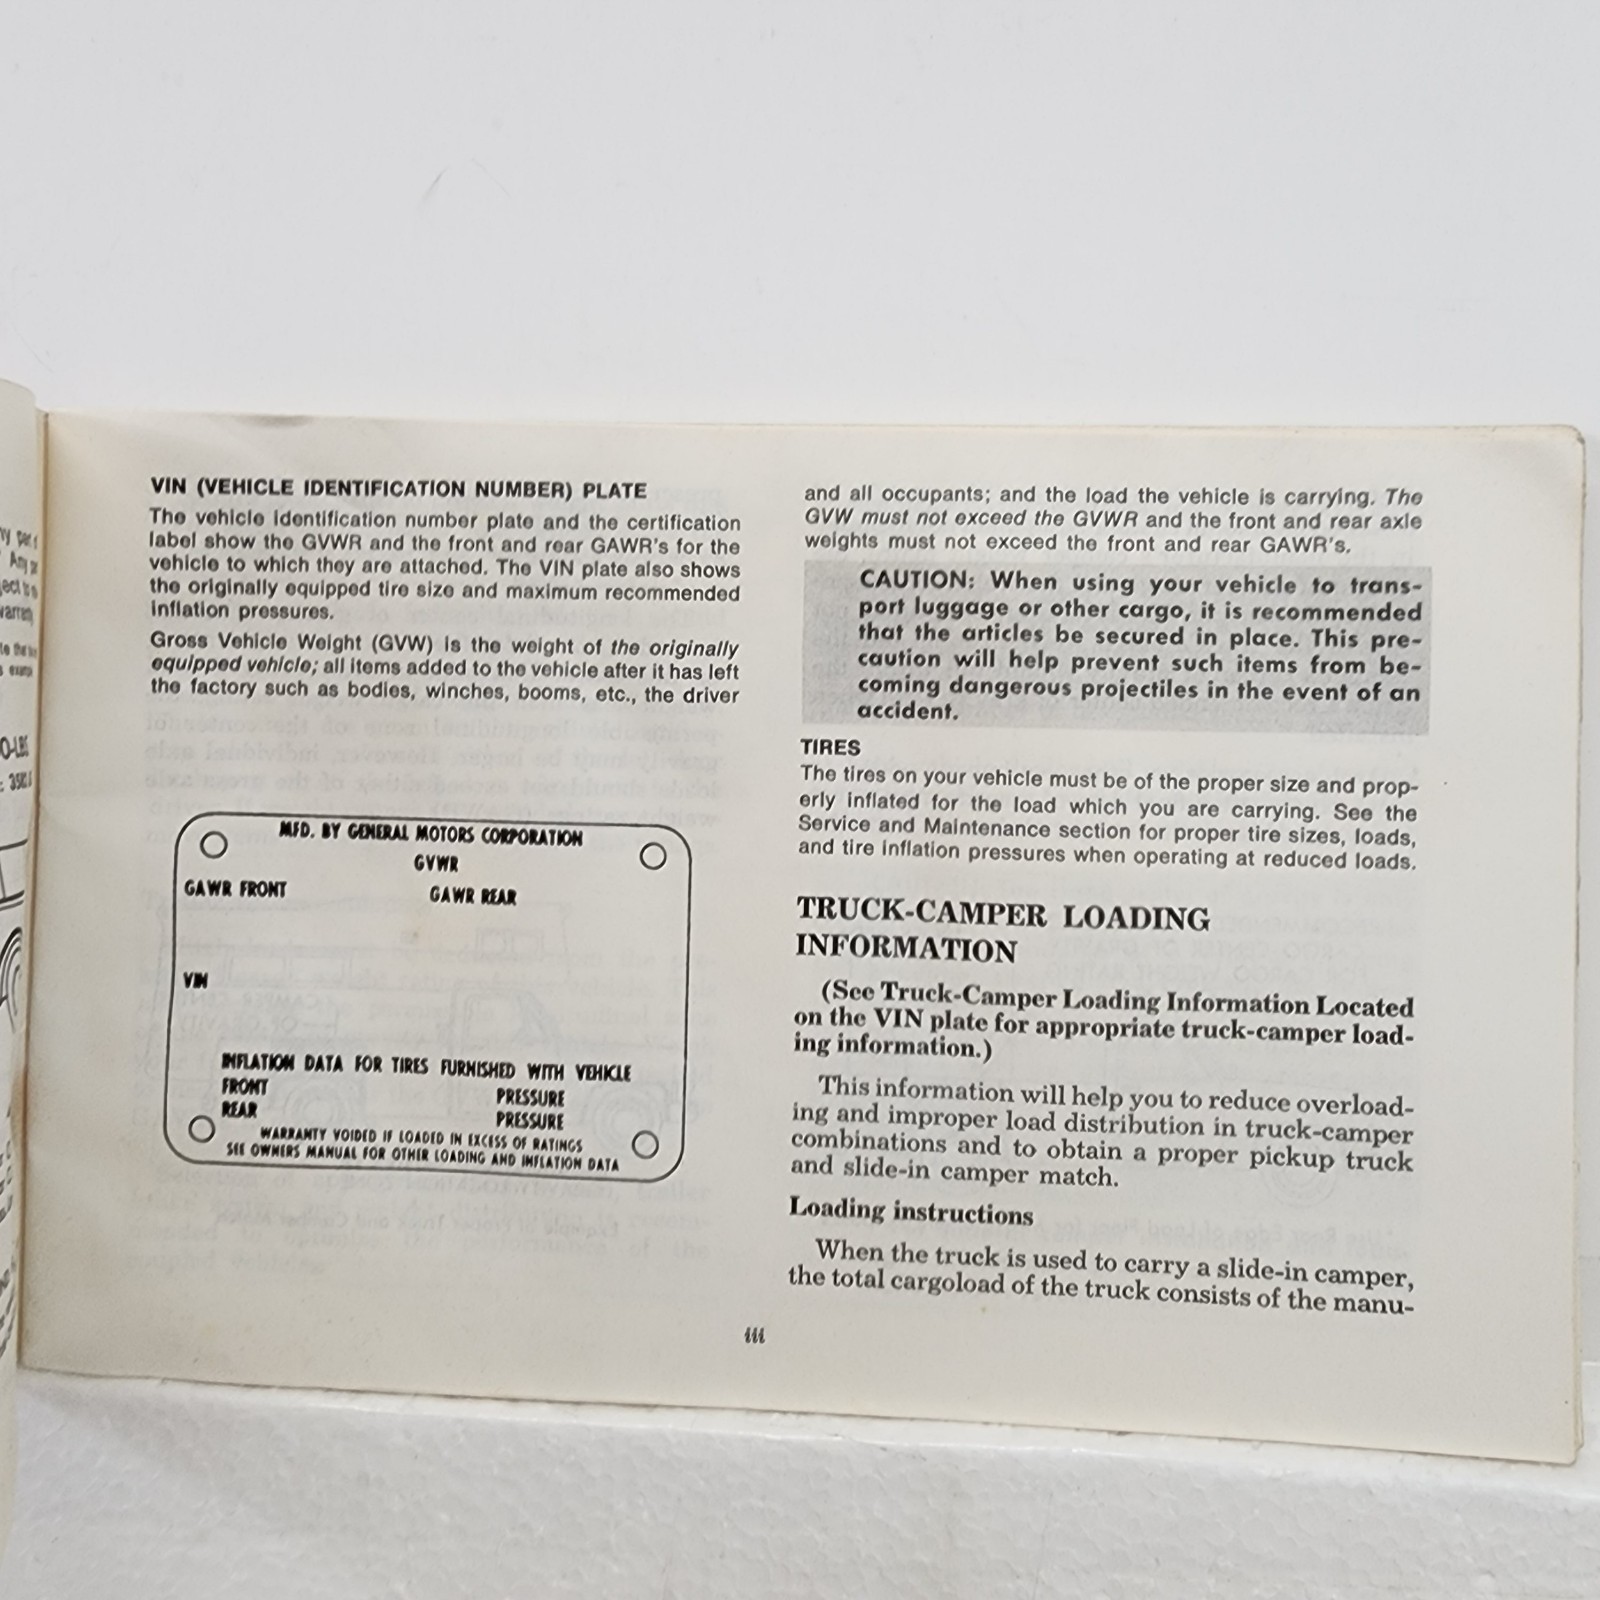 VIN (VEHICLE IDENTIFICATION NUMBER) PLATE
The vehicle identification number plate and the certification
label show the GVWR and the front and rear GAWR's for the
vehicle to which they are attached. The VIN plate also shows
the originally equipped tire size and maximum recommended
inflation pressures.
Gross Vehicle Weight (GVW) is the weight of the originally
equipped vehicle; all items added to the vehicle after it has left
the factory such as bodies, winches, booms, etc., the driver
MFD. BY GENERAL MOTORS CORPORATION
GVWR
GAWR FRONT GAWR REAR
VIN
INFLATION DATA FOR TIRES FURNISHED WITH VEHICLE
FRONT PRESSURE
REAR PRESSURE
WARRANTY VOIDED IF LOADED IN EXCESS OF RATINGS
SEE OWNERS MANUAL FOR OTHER LOADING AND INFLATION DATA
and all occupants; and the load the vehicle is carrying. The
GVW must not exceed the GVWR and the front and rear axle
weights must not exceed the front and rear GAWR's.
CAUTION: When using your vehicle to trans-
port luggage or other cargo, it is recommended
that the articles be secured in place. This pre-
caution will help prevent such items from be-
coming dangerous projectiles in the event of an
accident.
TIRES
The tires on your vehicle must be of the proper size and prop-
erly inflated for the load which you are carrying. See the
Service and Maintenance section for proper tire sizes, loads,
and tire inflation pressures when operating at reduced loads.
TRUCK-CAMPER LOADING
INFORMATION
(See Truck-Camper Loading Information Located
on the VIN plate for appropriate truck-camper load-
ing information.)
This information will help you to reduce overload-
ing and improper load distribution in truck-camper
combinations and to obtain a proper pickup truck
and slide-in camper match.
Loading instructions
When the truck is used to carry a slide-in camper,
the total cargoload of the truck consists of the manu-
iii